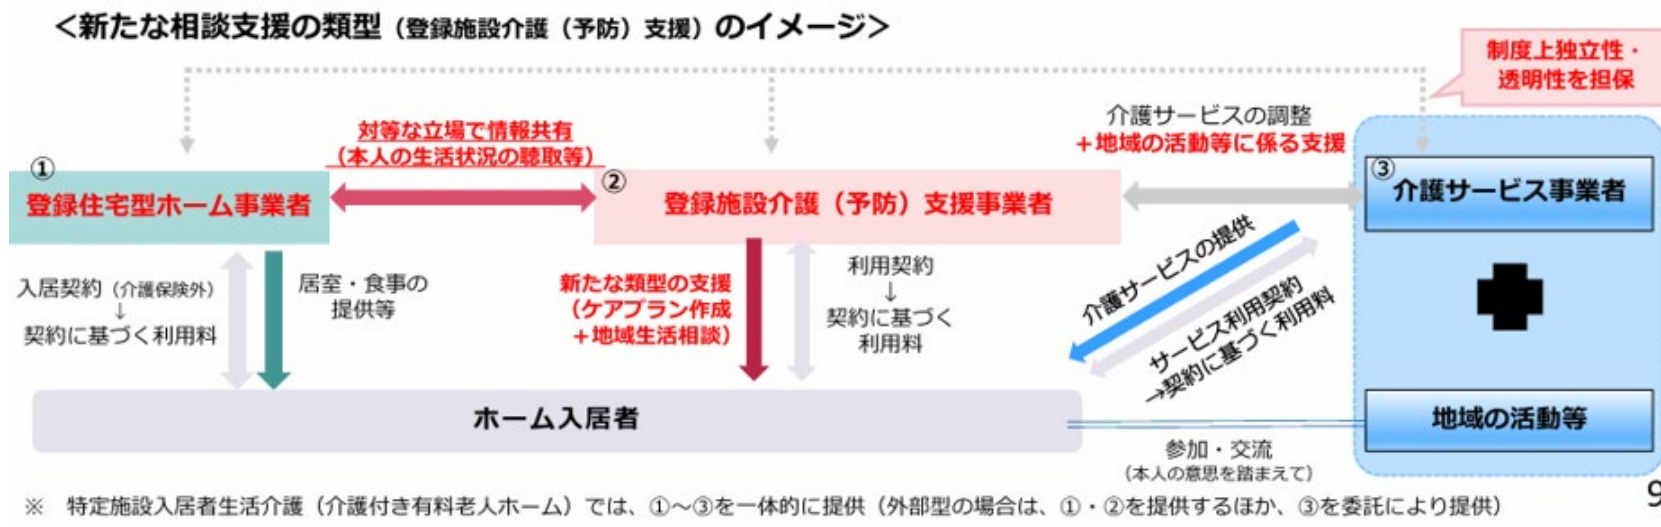 ＜新たな相談支援の類型（登録施設介護（予防）支援）のイメージ＞
制度上独立性・
透明性を担保
対等な立場で情報共有
（本人の生活状況の聴取等）
介護サービスの調整
＋地域の活動等に係る支援
①
登録住宅型ホーム事業者
②
登録施設介護（予防）支援事業者
③
介護サービス事業者
入居契約（介護保険外）
↓
契約に基づく利用料
居室・食事の
提供等
新たな類型の支援
（ケアプラン作成
＋地域生活相談）
利用契約
↓
契約に基づく
利用料
介護サービスの提供
サービス利用契約
→契約に基づく利用料
ホーム入居者
地域の活動等
参加・交流
（本人の意思を踏まえて）
※　特定施設入居者生活介護（介護付き有料老人ホーム）では、①～③を一体的に提供（外部型の場合は、①・②を提供するほか、③を委託により提供）
9